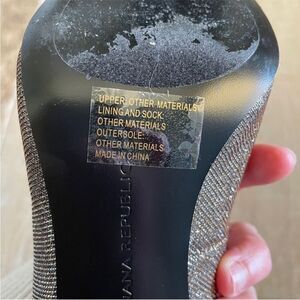 UPPER: OTHER MATERIALS
LINING AND SOCK:
OTHER MATERIALS
OUTERSOLE:
OTHER MATERIALS
MADE IN CHINA
NANA REPUBLIC